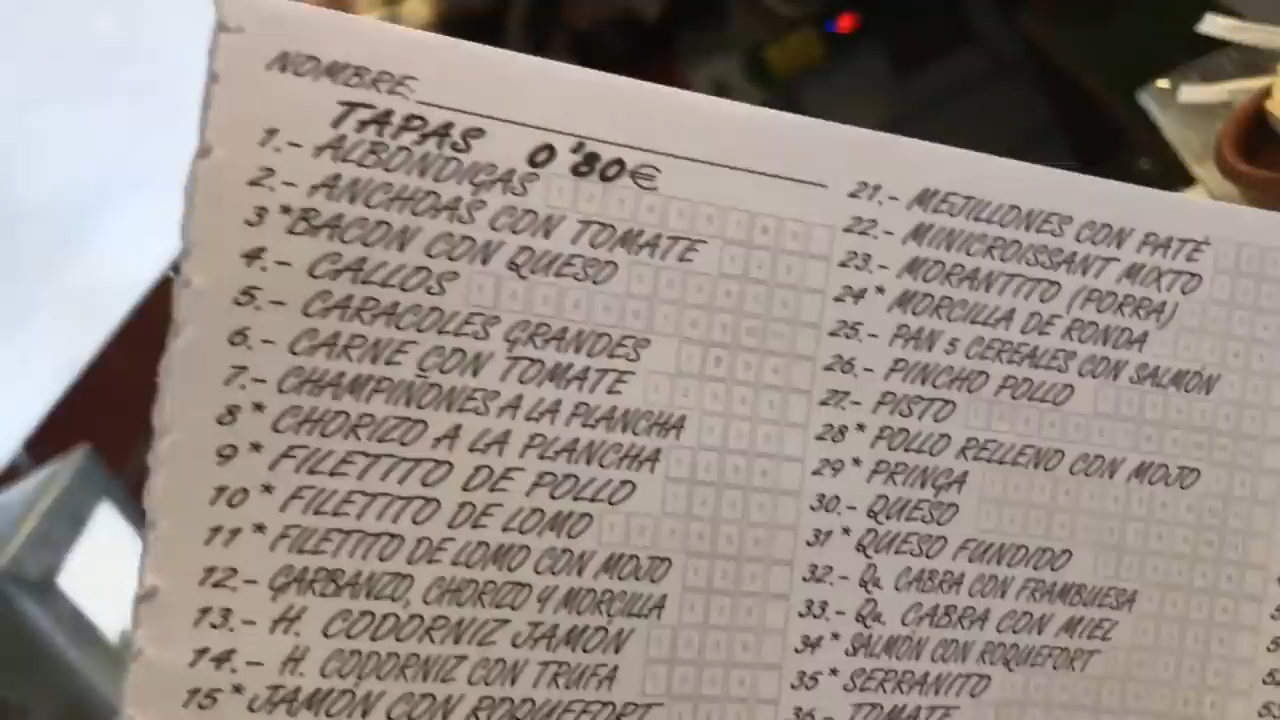 NOMBRE:
TAPAS 0'80€
1.- ALBONDIGAS
2.- ANCHOAS CON TOMATE
3 * BACON CON QUESO
4.- CALLOS
5.- CARACOLES GRANDES
6.- CARNE CON TOMATE
7.- CHAMPIÑONES A LA PLANCHA
8 * CHORIZO A LA PLANCHA
9 * FILETITO DE POLLO
10 * FILETITO DE LOMO
11 * FILETITO DE LOMO CON MOJO
12.- GARBANZO, CHORIZO Y MORCILLA
13.- H. CODORNIZ JAMÓN
14.- H. CODORNIZ CON TRUFA
15 * JAMÓN CON ROQUEFORT
21.- MEJILLONES CON PATÉ
22.- MINICROISSANT MIXTO
23.- MORANTITO (PORRA)
24 * MORCILLA DE RONDA
25.- PAN 5 CEREALES CON SALMÓN
26.- PINCHO POLLO
27.- PISTO
28 * POLLO RELLENO CON MOJO
29 * PRINGA
30.- QUESO
31 * QUESO FUNDIDO
32.- Qu. CABRA CON FRAMBUESA
33.- Qu. CABRA CON MIEL
34 * SALMÓN CON ROQUEFORT
35 * SERRANITO
36.- TOMATE